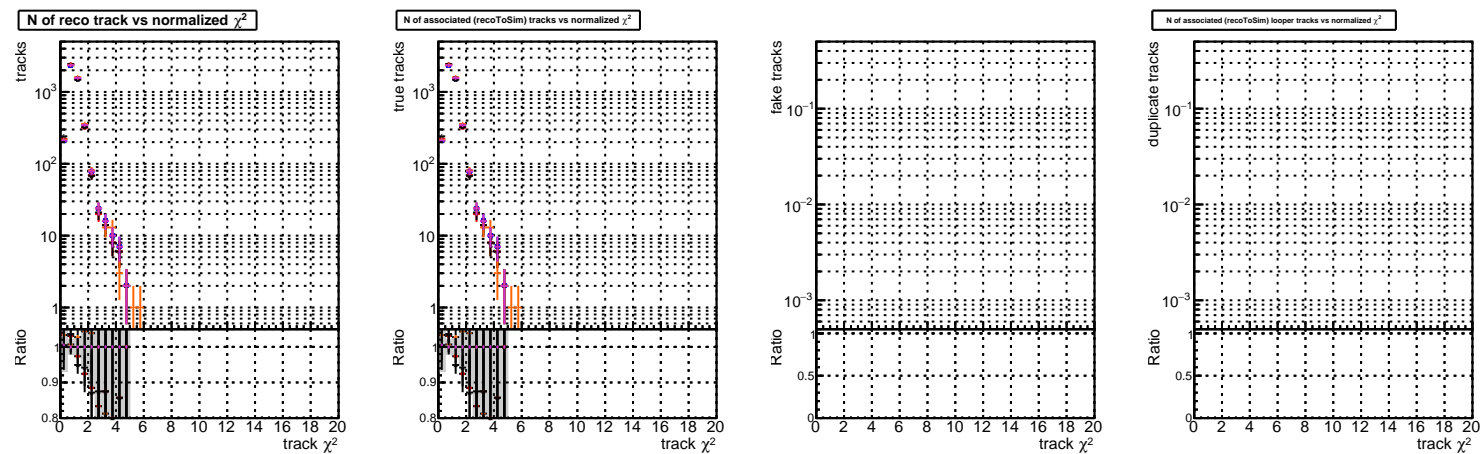 N of reco track vs normalized χ²
tracks
10³
10²
10
1
Ratio
1
0.9
0.8
0 2 4 6 8 10 12 14 16 18 20
track χ²
N of associated (recoToSim) tracks vs normalized χ²
true tracks
10³
10²
10
1
Ratio
1
0.9
0.8
0 2 4 6 8 10 12 14 16 18 20
track χ²
fake tracks
10⁻¹
10⁻²
10⁻³
Ratio
1
0.5
0
0 2 4 6 8 10 12 14 16 18 20
track χ²
N of associated (recoToSim) looper tracks vs normalized χ²
duplicate tracks
10⁻¹
10⁻²
10⁻³
Ratio
1
0.5
0
0 2 4 6 8 10 12 14 16 18 20
track χ²